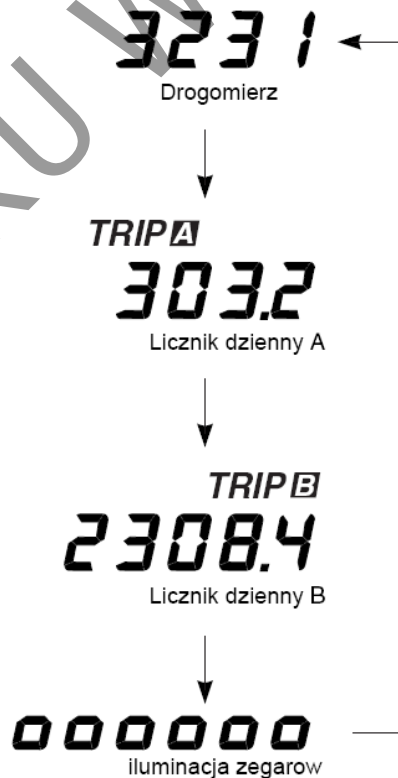 3231
Drogomierz
TRIP A
303.2
Licznik dzienny A
TRIP B
2308.4
Licznik dzienny B
oooooo
iluminacja zegarow